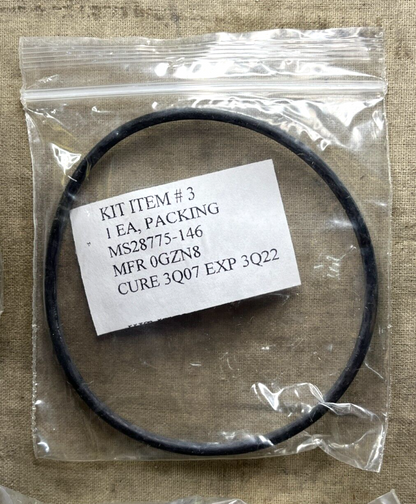 KIT ITEM # 3
1 EA, PACKING
MS28775-146
MFR 0GZN8
CURE 3Q07 EXP 3Q22